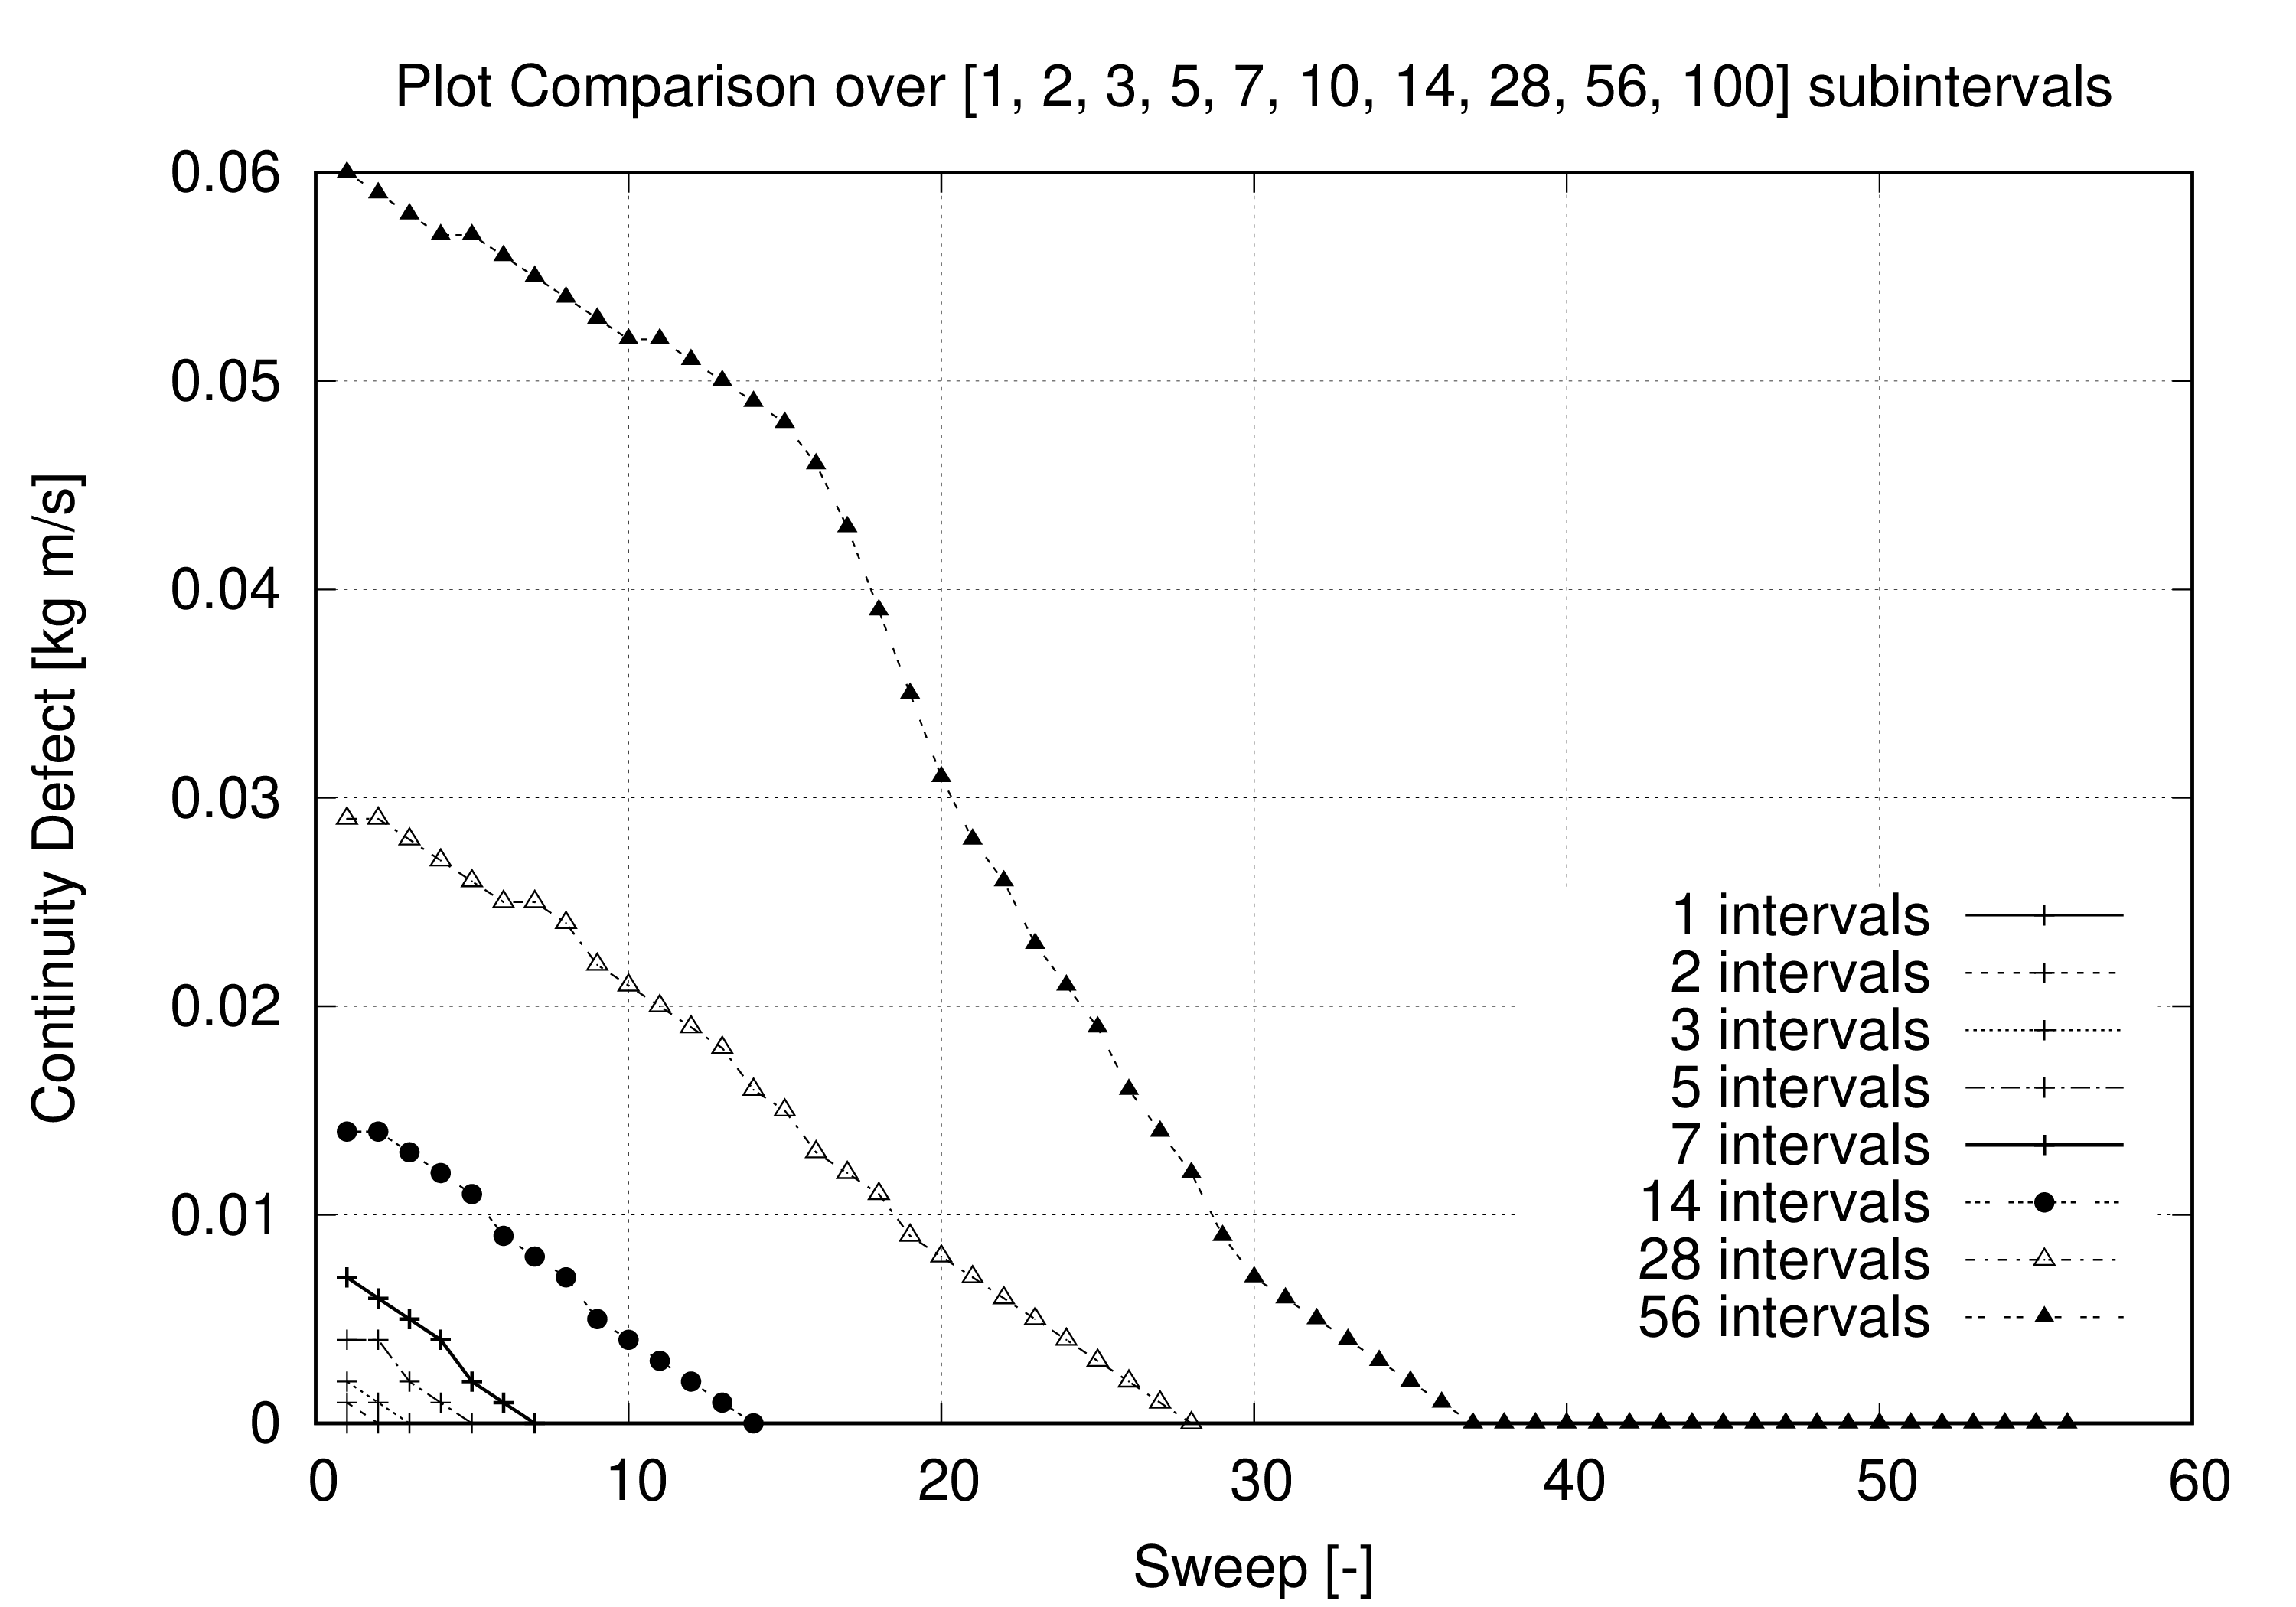 Plot Comparison over [1, 2, 3, 5, 7, 10, 14, 28, 56, 100] subintervals
Continuity Defect [kg m/s]
0.06
0.05
0.04
0.03
0.02
0.01
0
1 intervals
2 intervals
3 intervals
5 intervals
7 intervals
14 intervals
28 intervals
56 intervals
0 10 20 30 40 50 60
Sweep [-]